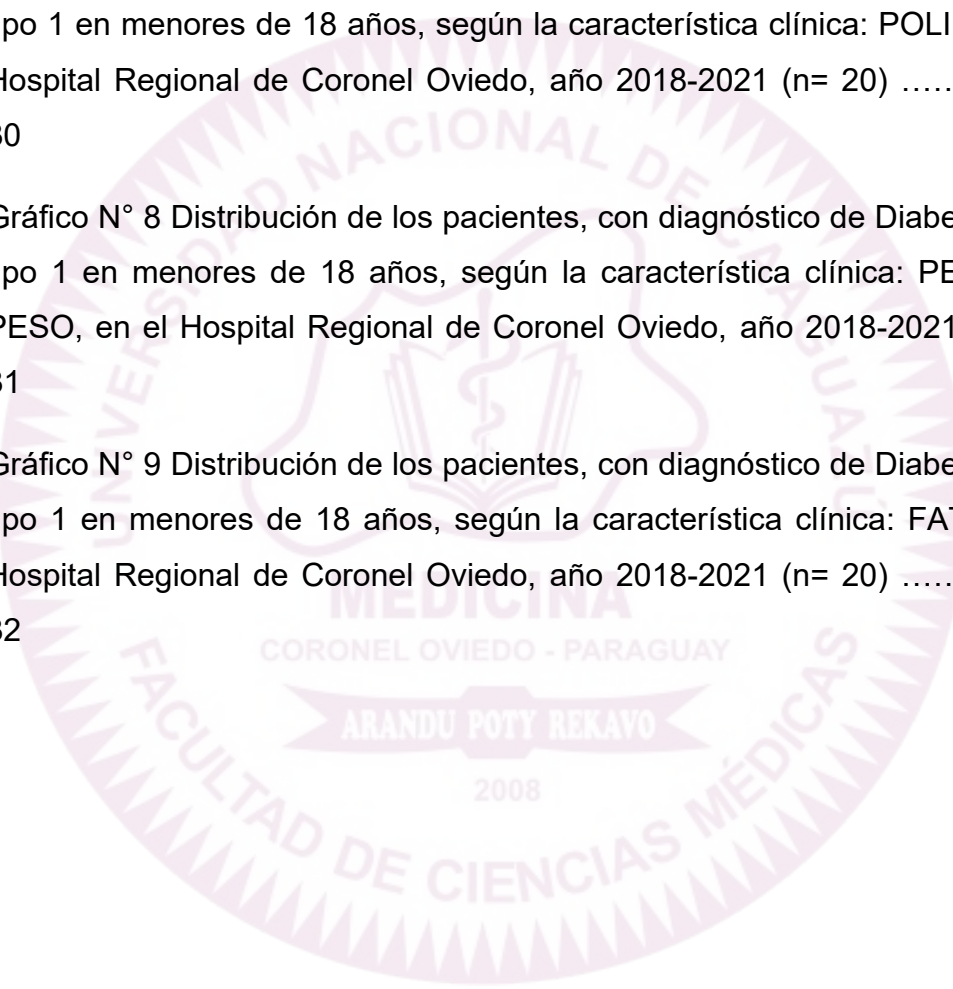 po 1 en menores de 18 años, según la característica clínica: POLI
Hospital Regional de Coronel Oviedo, año 2018-2021 (n= 20) …..
30
Gráfico N° 8 Distribución de los pacientes, con diagnóstico de Diabe
po 1 en menores de 18 años, según la característica clínica: PE
PESO, en el Hospital Regional de Coronel Oviedo, año 2018-2021
31
Gráfico N° 9 Distribución de los pacientes, con diagnóstico de Diabe
po 1 en menores de 18 años, según la característica clínica: FAT
Hospital Regional de Coronel Oviedo, año 2018-2021 (n= 20) …..
32
UNIVERSIDAD NACIONAL DE CAAGUAZÚ
MEDICINA
CORONEL OVIEDO - PARAGUAY
ARANDU POTY REKAVO
2008
FACULTAD DE CIENCIAS MÉDICAS